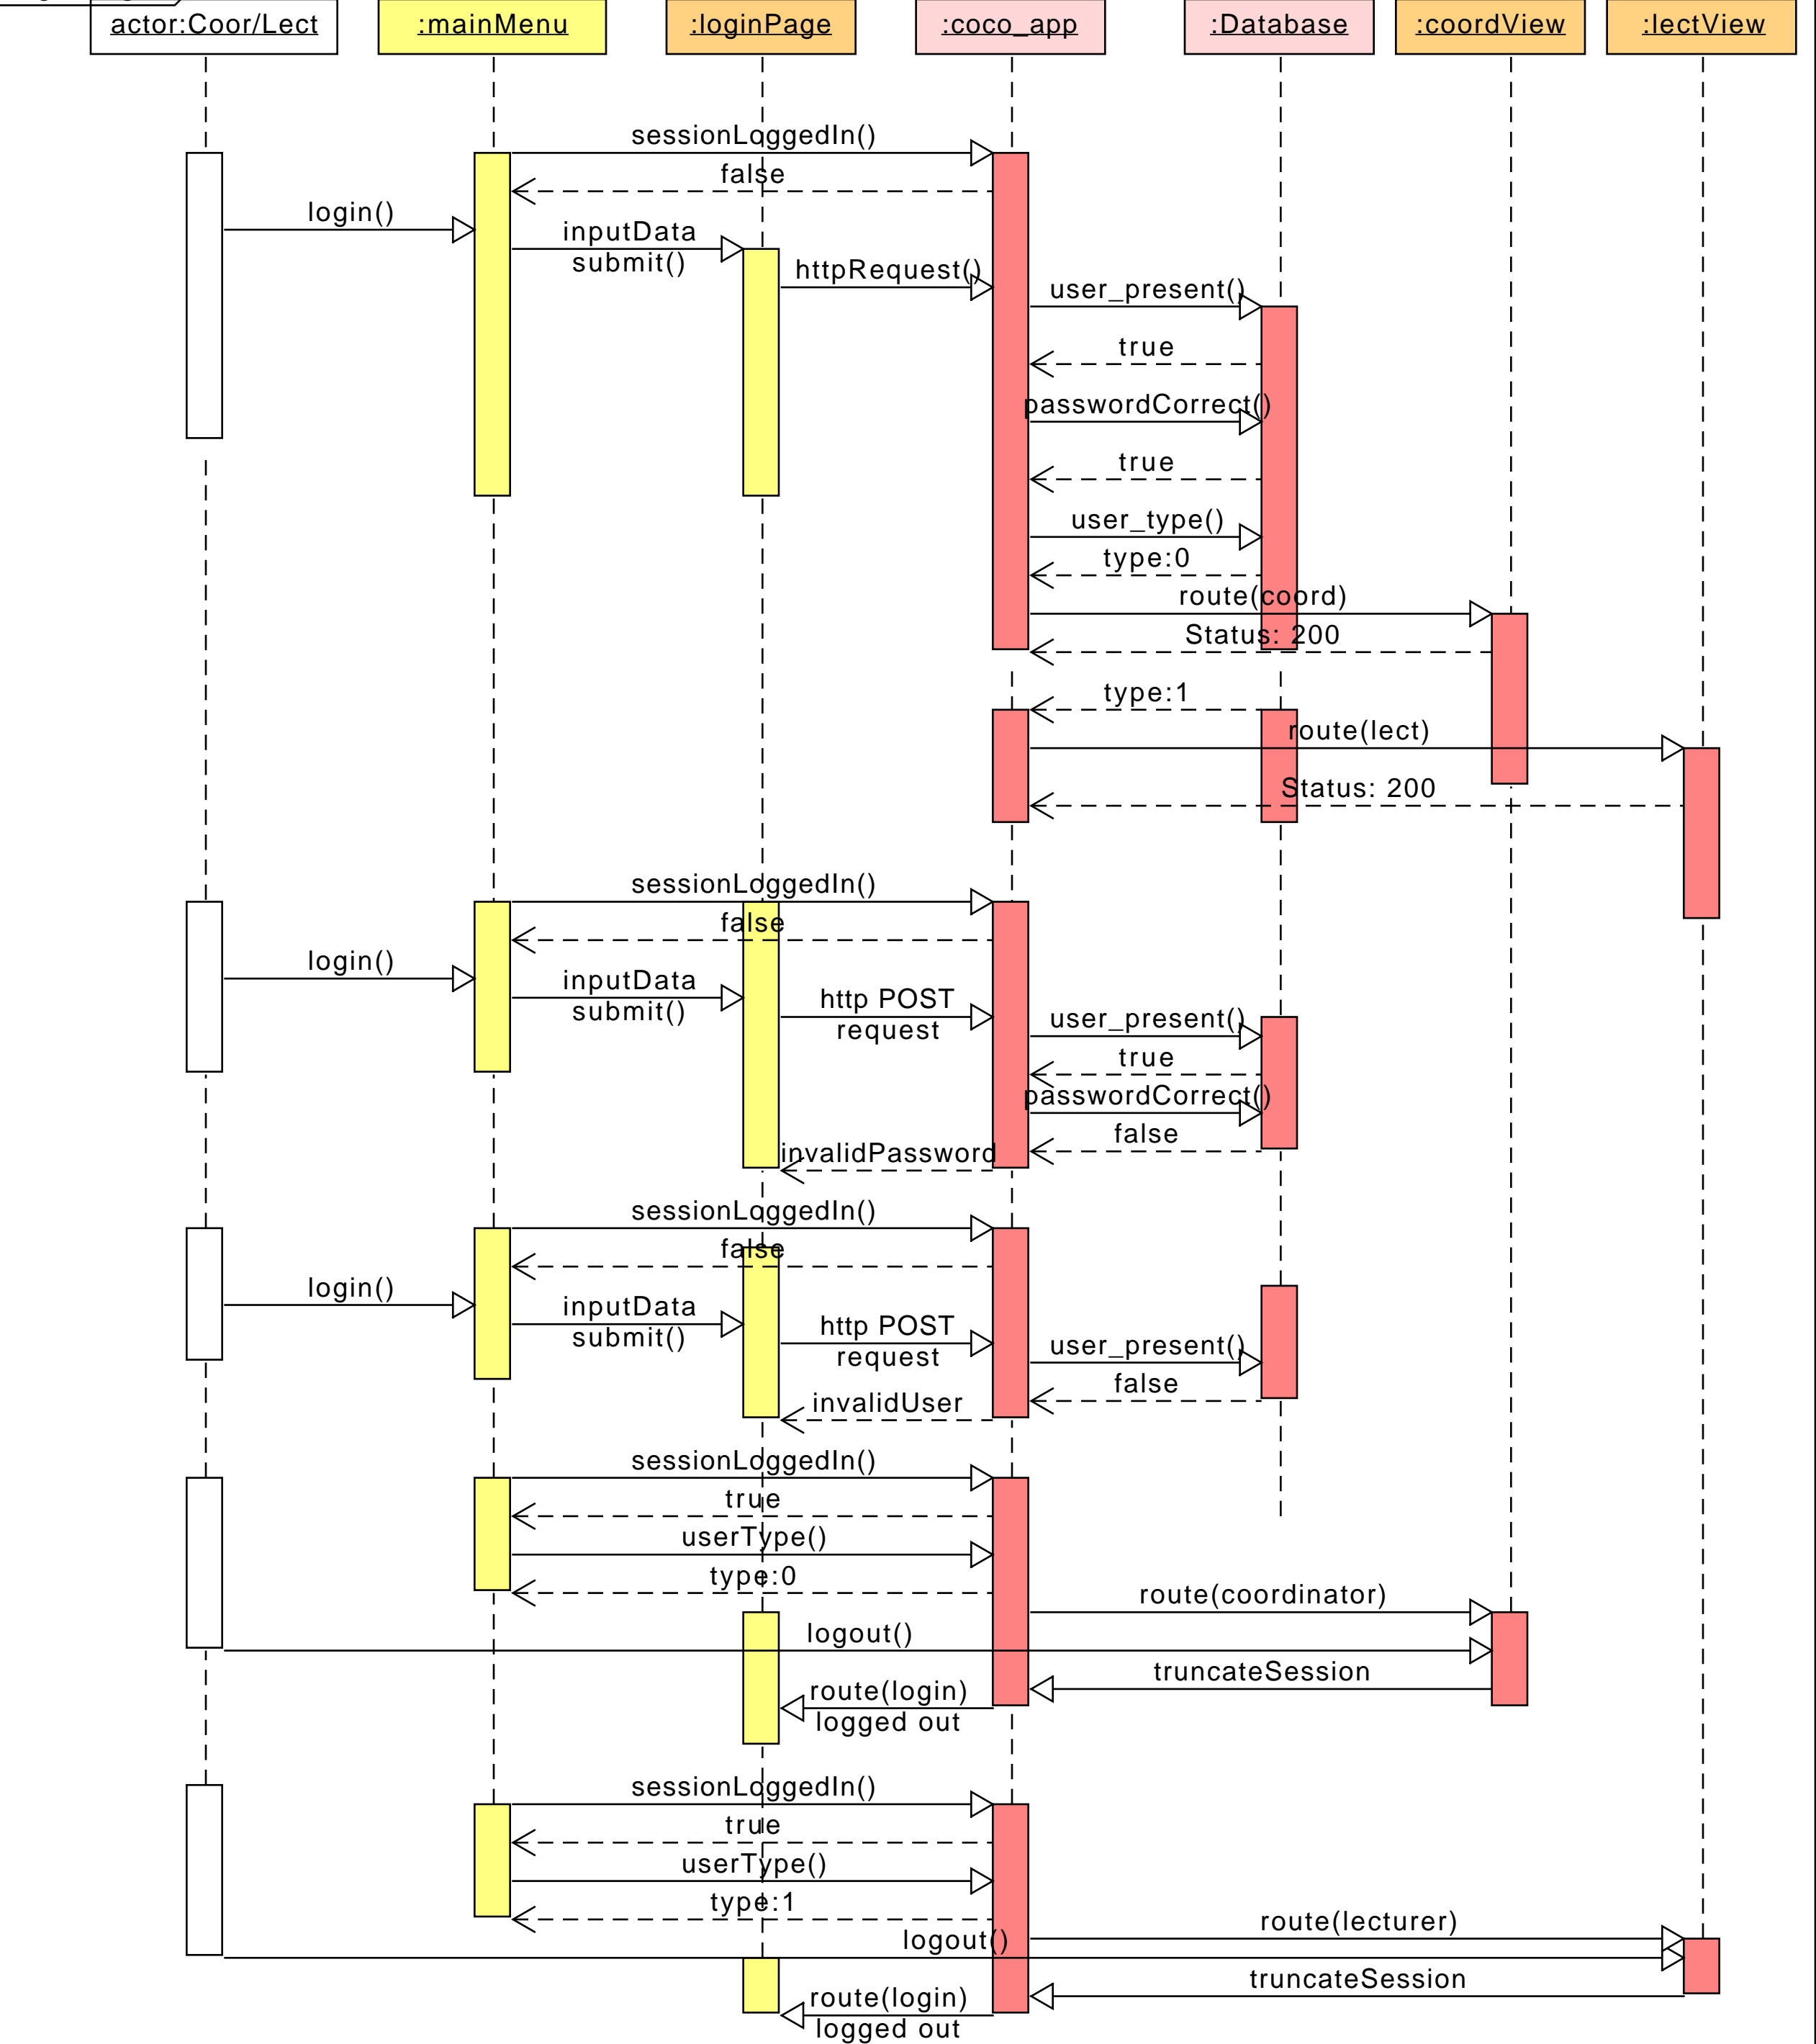 actor:Coor/Lect
:mainMenu
:loginPage
:coco_app
:Database
:coordView
:lectView
sessionLoggedIn()
false
login()
inputData
submit()
httpRequest()
user_present()
true
passwordCorrect()
true
user_type()
type:0
route(coord)
Status: 200
type:1
route(lect)
Status: 200
sessionLoggedIn()
false
login()
inputData
submit()
http POST
request
user_present()
true
passwordCorrect()
false
invalidPassword
sessionLoggedIn()
false
login()
inputData
submit()
http POST
request
user_present()
false
invalidUser
sessionLoggedIn()
true
userType()
type:0
route(coordinator)
logout()
truncateSession
route(login)
logged out
sessionLoggedIn()
true
userType()
type:1
route(lecturer)
logout()
truncateSession
route(login)
logged out